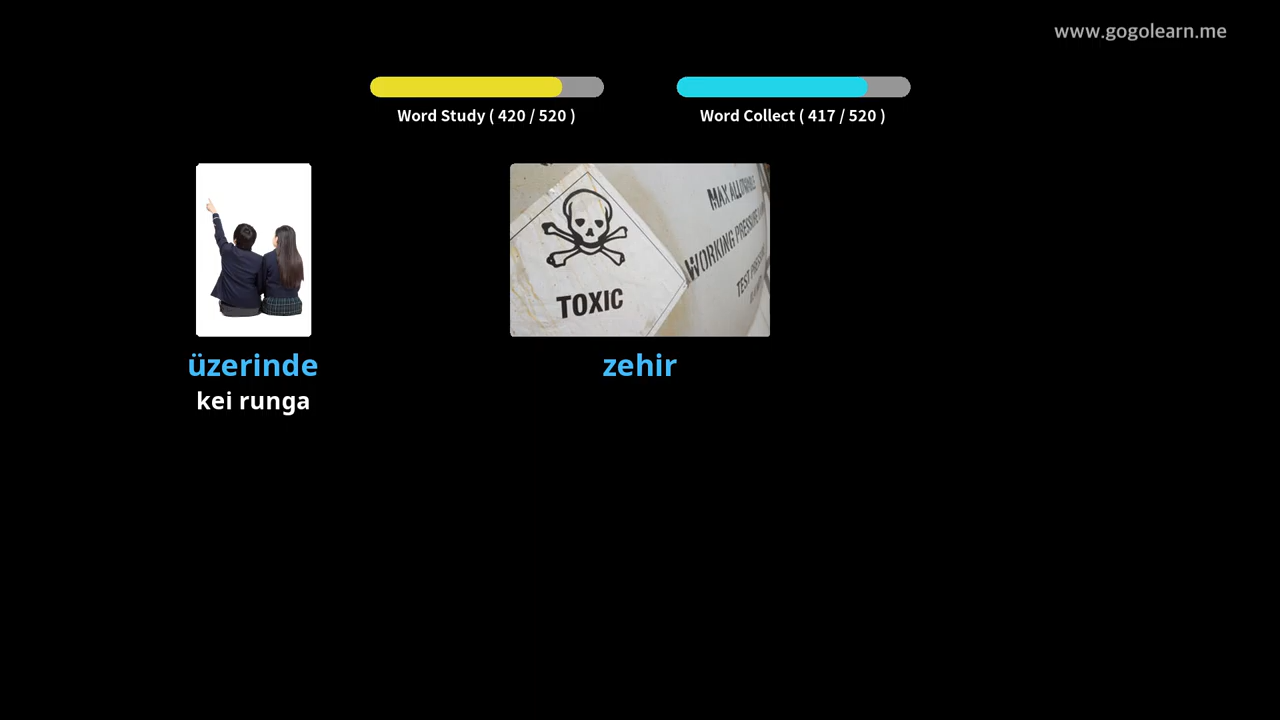 www.gogolearn.me
Word Study ( 420 / 520 )
Word Collect ( 417 / 520 )
TOXIC
MAX ALLOWABLE
WORKING PRESSURE
TEST
üzerinde
zehir
kei runga